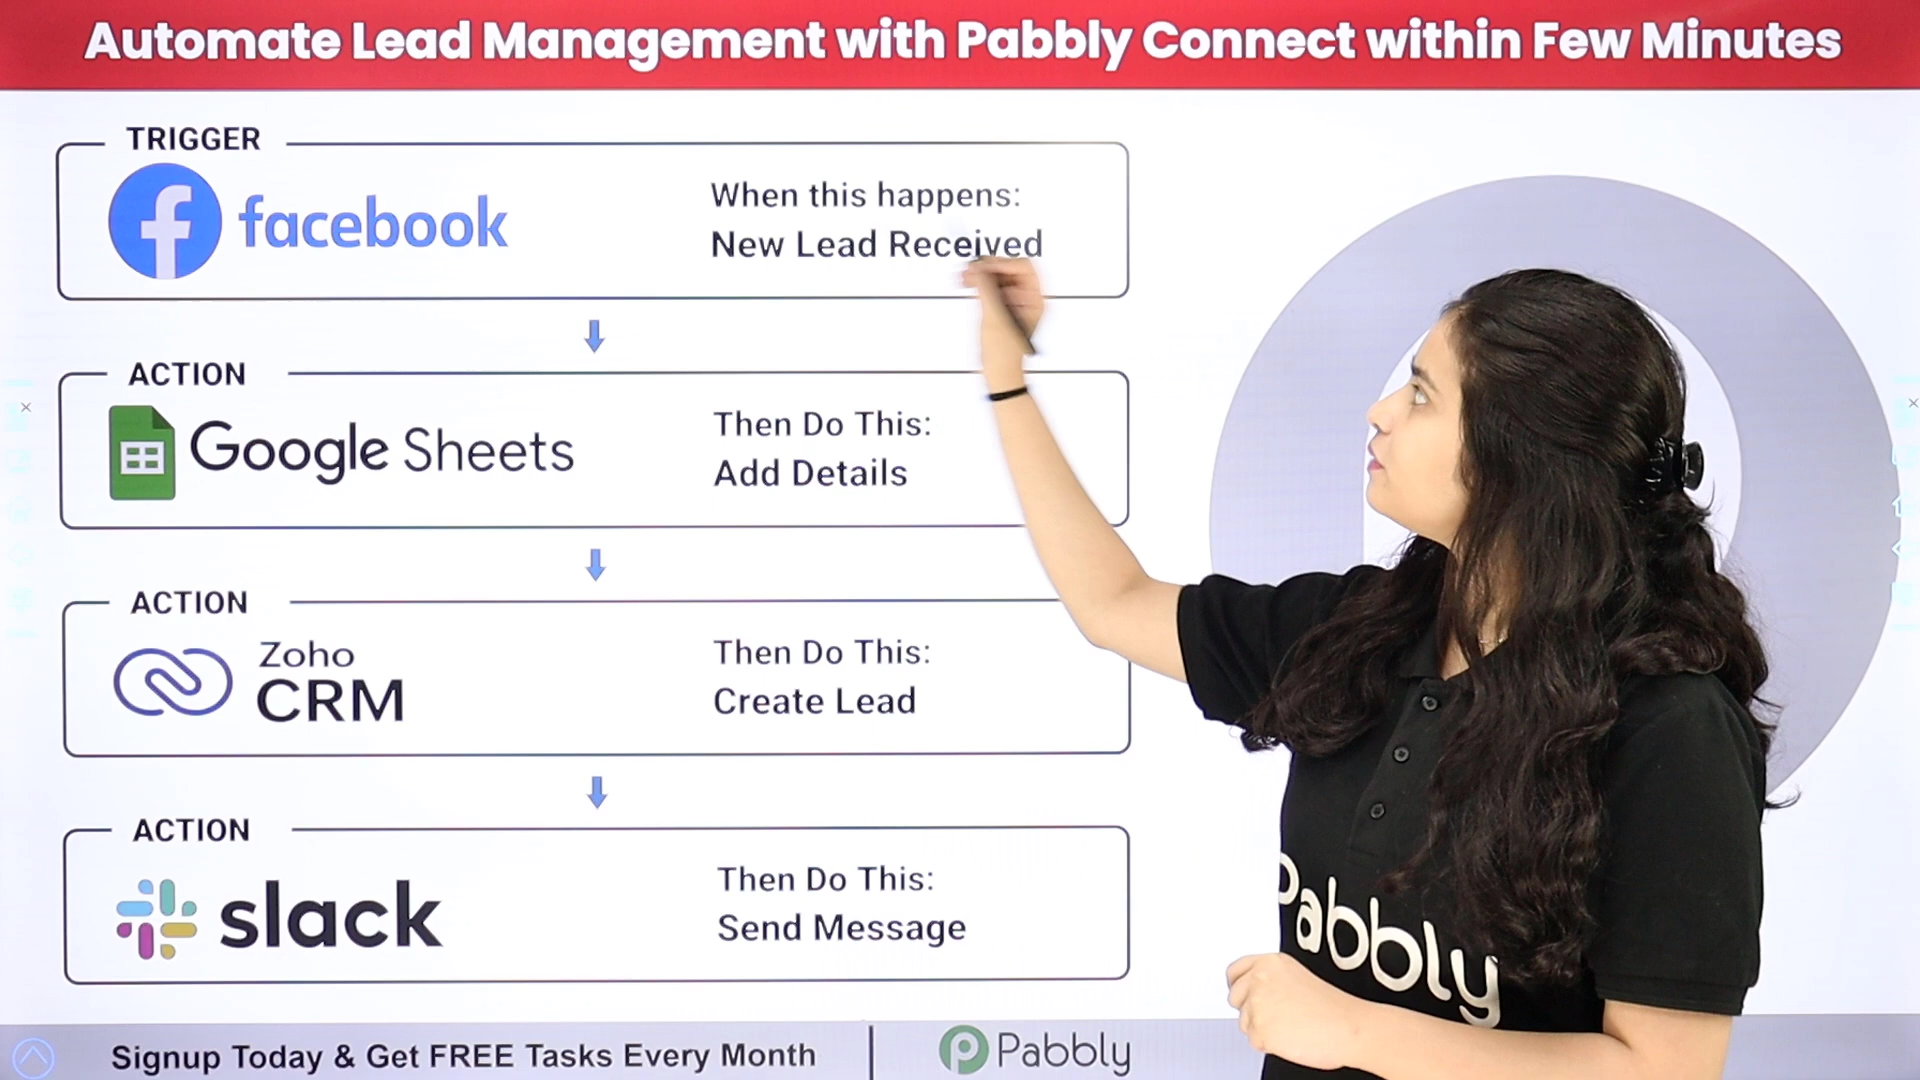 Automate Lead Management with Pabbly Connect within Few Minutes
TRIGGER
facebook
When this happens:
New Lead Received
ACTION
Google Sheets
Then Do This:
Add Details
ACTION
Zoho
CRM
Then Do This:
Create Lead
ACTION
slack
Then Do This:
Send Message
Pabbly
Signup Today & Get FREE Tasks Every Month
Pabbly